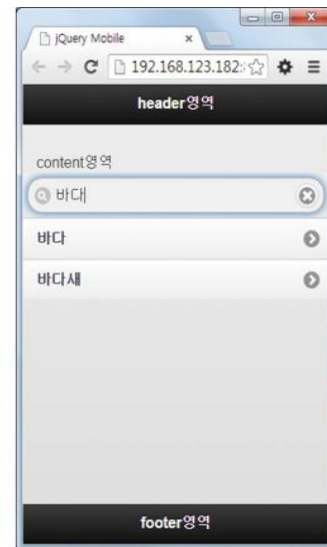 jQuery Mobile
192.168.123.182:
header영역
content영역
바다
바다
바다새
footer영역